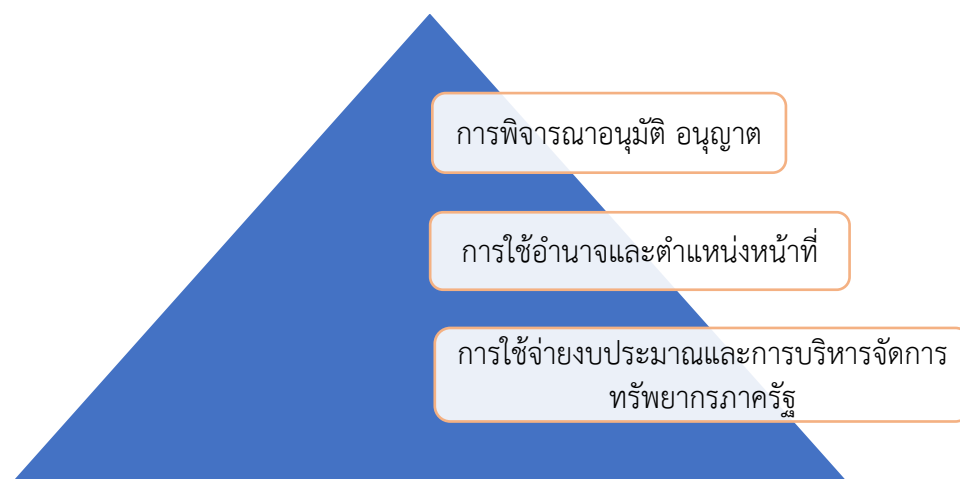 การพิจารณาอนุมัติ อนุญาต
การใช้อำนาจและตำแหน่งหน้าที่
การใช้จ่ายงบประมาณและการบริหารจัดการ
ทรัพยากรภาครัฐ